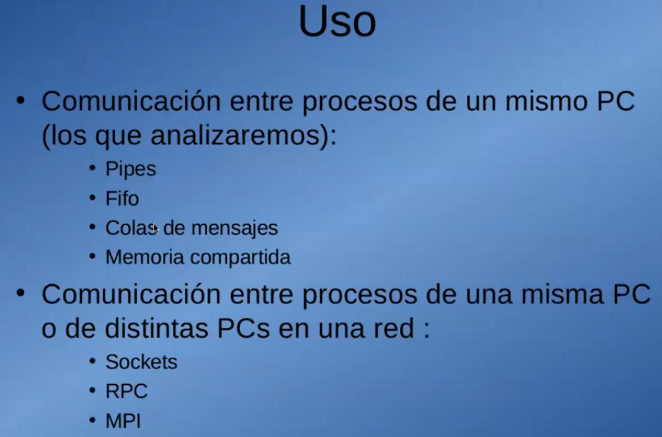 Uso
• Comunicación entre procesos de un mismo PC
(los que analizaremos):
• Pipes
• Fifo
• Colas de mensajes
• Memoria compartida
• Comunicación entre procesos de una misma PC
o de distintas PCs en una red :
• Sockets
• RPC
• MPI